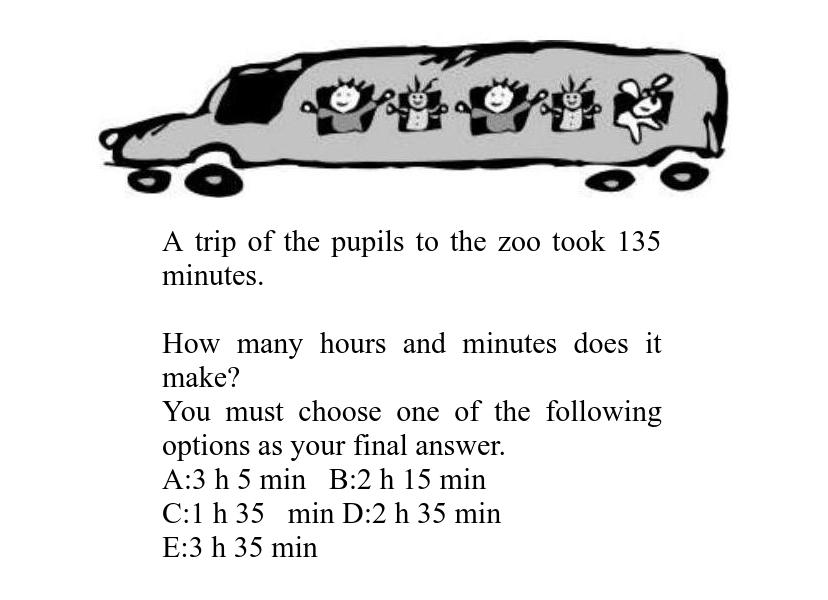 A trip of the pupils to the zoo took 135
minutes.
How many hours and minutes does it
make?
You must choose one of the following
options as your final answer.
A:3 h 5 min B:2 h 15 min
C:1 h 35 min D:2 h 35 min
E:3 h 35 min